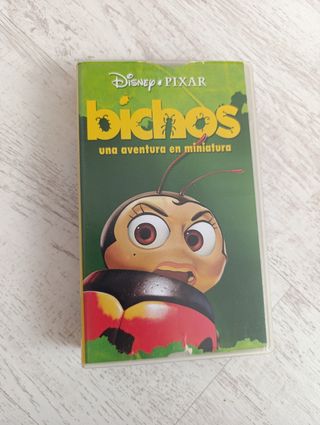 Disney PIXAR
bichos
una aventura en miniatura